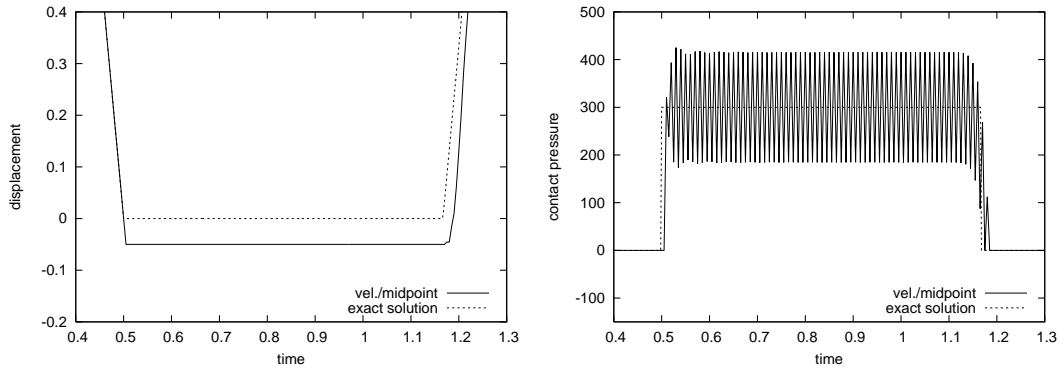 0.4
0.3
0.2
0.1
0
-0.1
-0.2
displacement
0.4 0.5 0.6 0.7 0.8 0.9 1 1.1 1.2 1.3
time
vel./midpoint
exact solution
500
400
300
200
100
0
-100
contact pressure
0.4 0.5 0.6 0.7 0.8 0.9 1 1.1 1.2 1.3
time
vel./midpoint
exact solution